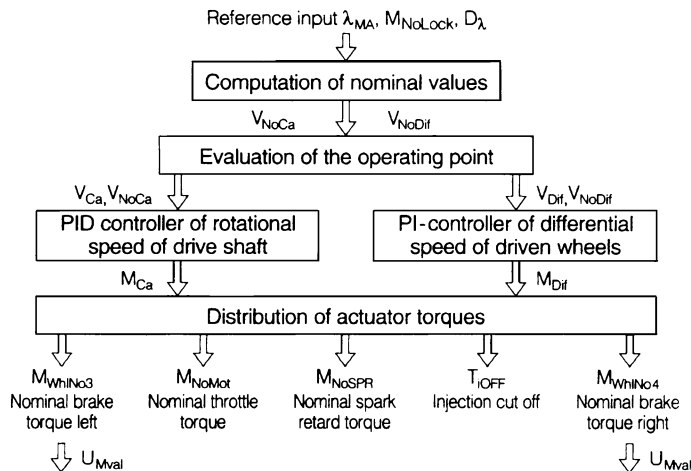 Reference input λMA, MNoLock, Dλ
Computation of nominal values
VNoCa VNoDif
Evaluation of the operating point
VCa, VNoCa VDif, VNoDif
PID controller of rotational speed of drive shaft
PI-controller of differential speed of driven wheels
MCa MDif
Distribution of actuator torques
MWhlNo3
Nominal brake
torque left
MNoMot
Nominal throttle
torque
MNoSPR
Nominal spark
retard torque
TiOFF
Injection cut off
MWhlNo4
Nominal brake
torque right
UMval UMval